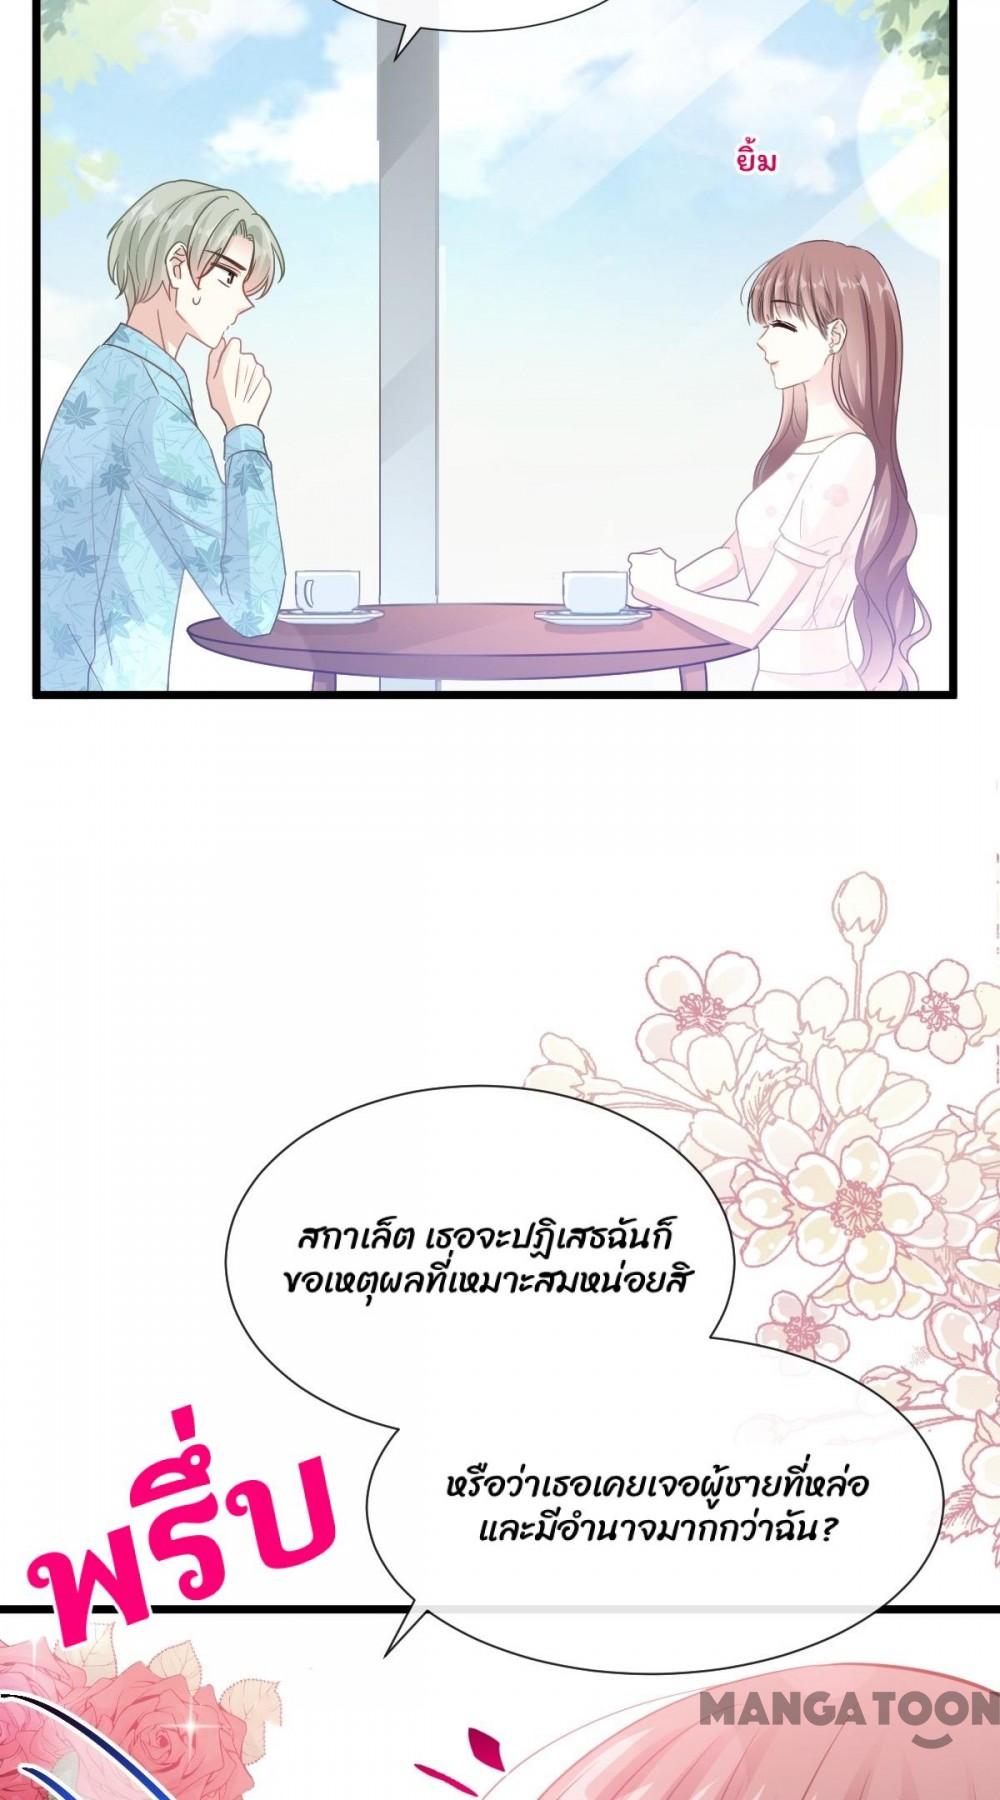 ยิ้ม
สกาเล็ต เธอจะปฏิเสธฉันก็
ขอเหตุผลที่เหมาะสมหน่อยสิ
หรือว่าเธอเคยเจอผู้ชายที่หล่อ
และมีอำนาจมากกว่าฉัน?
พรึ่บ
MANGATOON